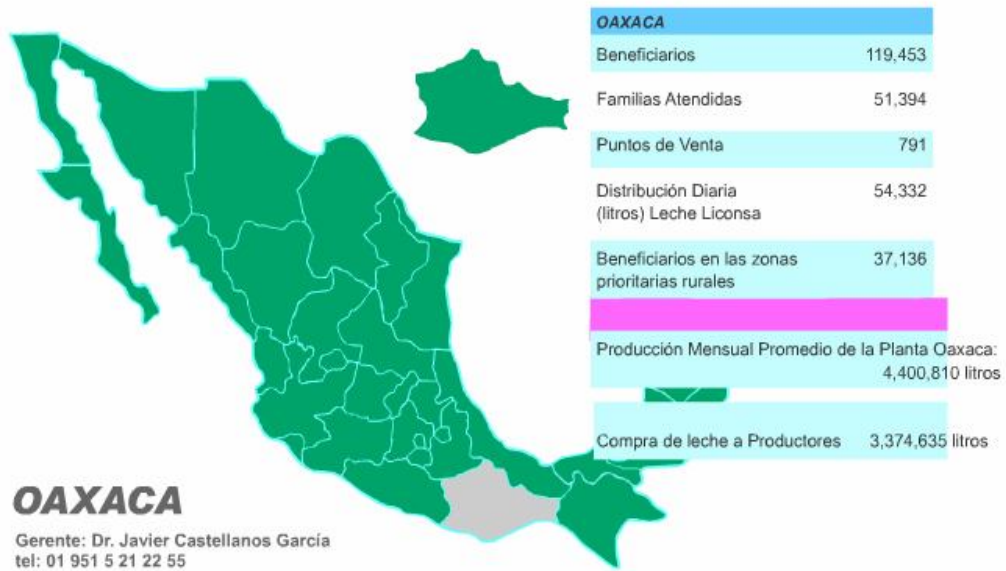 OAXACA
Beneficiarios 119,453
Familias Atendidas 51,394
Puntos de Venta 791
Distribución Diaria 54,332
(litros) Leche Liconsa
Beneficiarios en las zonas 37,136
prioritarias rurales
Producción Mensual Promedio de la Planta Oaxaca:
4,400,810 litros
Compra de leche a Productores 3,374,635 litros
OAXACA
Gerente: Dr. Javier Castellanos García
tel: 01 951 5 21 22 55